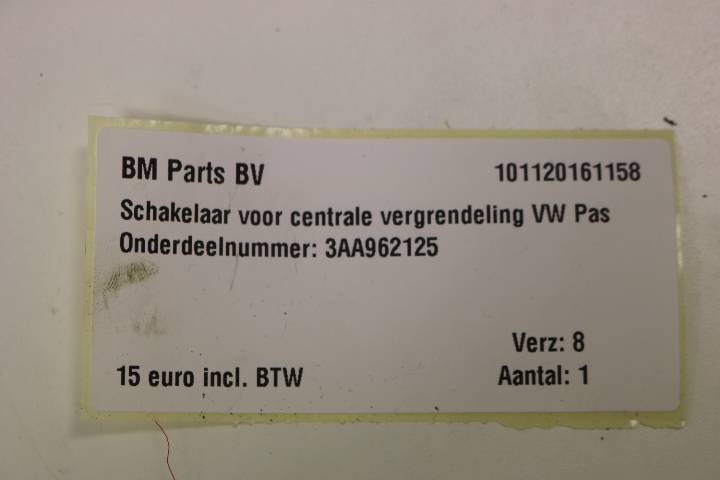 BM Parts BV 101120161158
Schakelaar voor centrale vergrendeling VW Pas
Onderdeelnummer: 3AA962125
Verz: 8
15 euro incl. BTW Aantal: 1